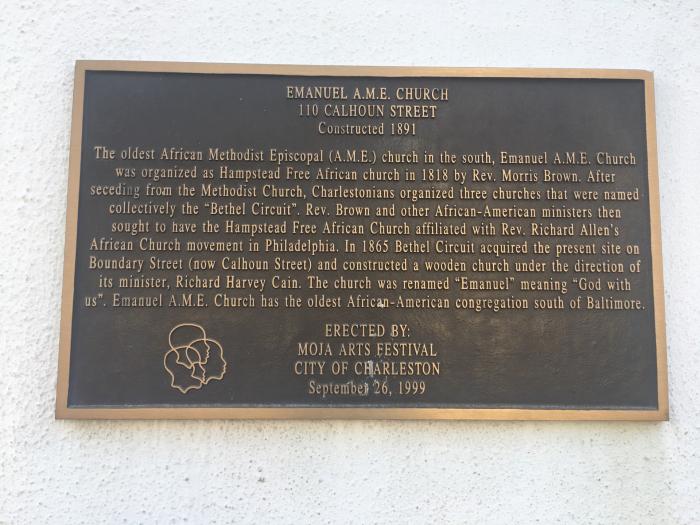 EMANUEL A.M.E. CHURCH
110 CALHOUN STREET
Constructed 1891
The oldest African Methodist Episcopal (A.M.E.) church in the south, Emanuel A.M.E. Church
was organized as Hampstead Free African church in 1818 by Rev. Morris Brown. After
seceding from the Methodist Church, Charlestonians organized three churches that were named
collectively the “Bethel Circuit”. Rev. Brown and other African-American ministers then
sought to have the Hampstead Free African Church affiliated with Rev. Richard Allen's
African Church movement in Philadelphia. In 1865 Bethel Circuit acquired the present site on
Boundary Street (now Calhoun Street) and constructed a wooden church under the direction of
its minister, Richard Harvey Cain. The church was renamed “Emanuel” meaning “God with
us”. Emanuel A.M.E. Church has the oldest African-American congregation south of Baltimore.
ERECTED BY:
MOJA ARTS FESTIVAL
CITY OF CHARLESTON
September 26, 1999